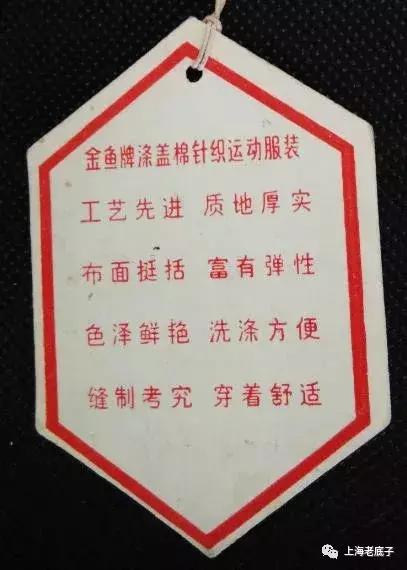 金鱼牌涤盖棉针织运动服装
工艺先进 质地厚实
布面挺括 富有弹性
色泽鲜艳 洗涤方便
缝制考究 穿着舒适
上海老底子